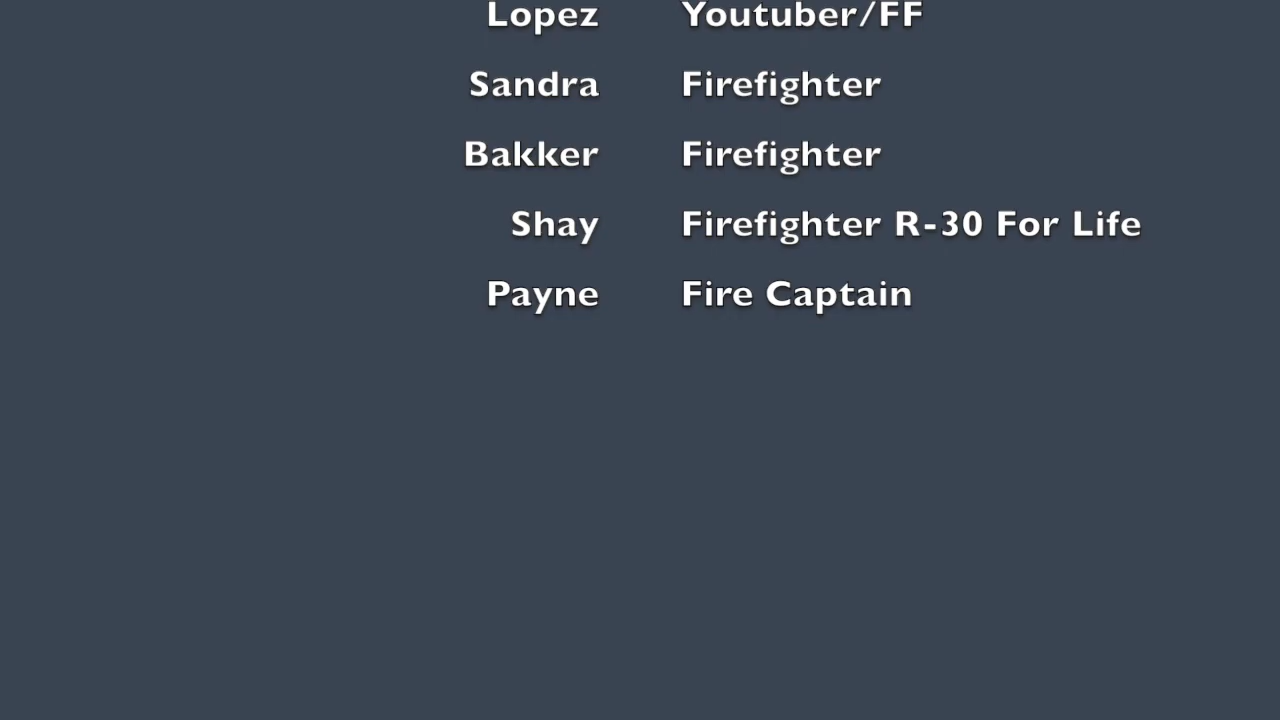 Lopez Youtuber/FF
Sandra Firefighter
Bakker Firefighter
Shay Firefighter R-30 For Life
Payne Fire Captain